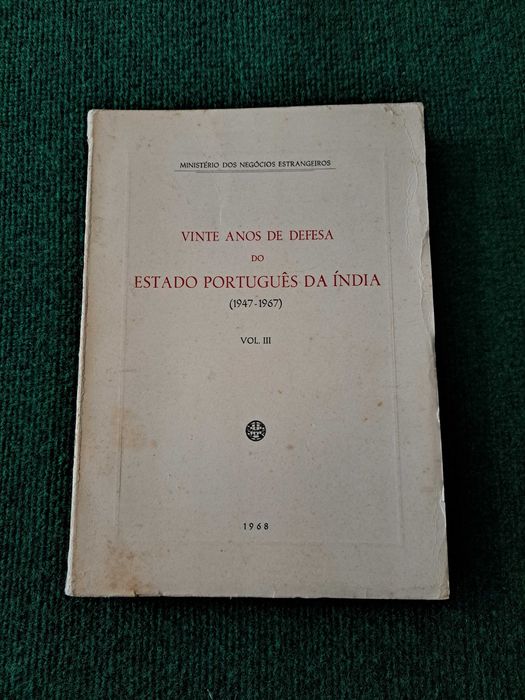 MINISTÉRIO DOS NEGÓCIOS ESTRANGEIROS
VINTE ANOS DE DEFESA
DO
ESTADO PORTUGUÊS DA ÍNDIA
(1947-1967)
VOL. III
1968